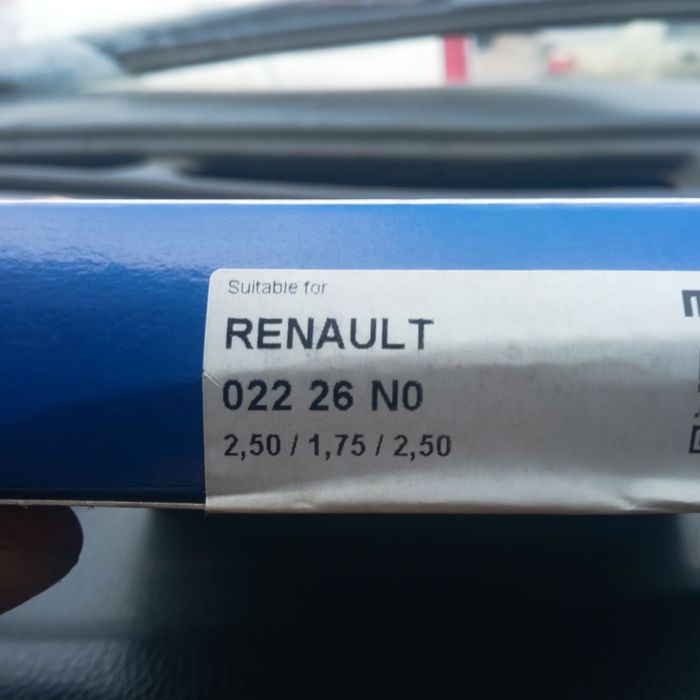 Suitable for
RENAULT
022 26 N0
2,50 / 1,75 / 2,50